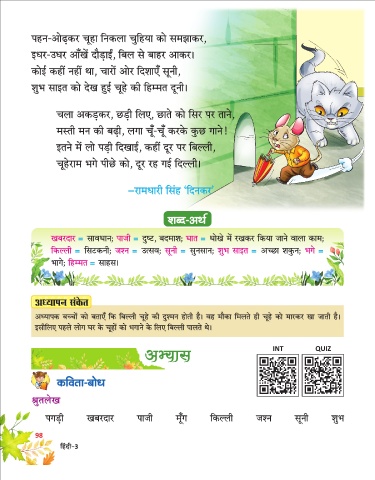 पहन-ओढ़कर चूहा निकला चुहिया को समझाकर,
इधर-उधर आँखें दौड़ाईं, बिल से बाहर आकर।
कोई कहीं नहीं था, चारों ओर दिशाएँ सूनी,
शुभ साइत को देख हुई चूहे की हिम्मत दूनी।
चला अकड़कर, छड़ी लिए, छाते को सिर पर ताने,
मस्ती मन की बढ़ी, लगा चूँ-चूँ करके कुछ गाने!
इतने में लो पड़ी दिखाई, कहीं दूर पर बिल्ली,
चूहेराम भगे पीछे को, दूर रह गई दिल्ली।
–रामधारी सिंह 'दिनकर'
शब्द-अर्थ
खबरदार = सावधान; पाजी = दुष्ट, बदमाश; घात = धोखे में रखकर किया जाने वाला काम;
किल्ली = सिटकनी; जश्न = उत्सव; सूनी = सुनसान; शुभ साइत = अच्छा शकुन; भगे =
भागे; हिम्मत = साहस।
अध्यापन संकेत
अध्यापक बच्चों को बताएँ कि बिल्ली चूहे की दुश्मन होती है। वह मौका मिलते ही चूहे को मारकर खा जाती है।
इसीलिए पहले लोग घर के चूहों को भगाने के लिए बिल्ली पालते थे।
अभ्यास
INT QUIZ
कविता-बोध
श्रुतलेख
पगड़ी खबरदार पाजी मूँग किल्ली जश्न सूनी शुभ
98
हिंदी-3